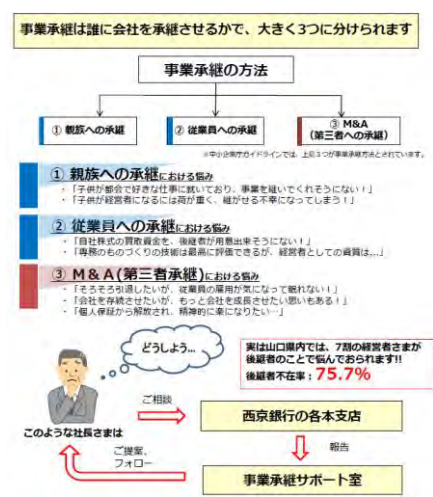 事業承継は誰に会社を承継させるかで、大きく3つに分けられます
事業承継の方法
① 親族への承継
② 従業員への承継
③ M&A
(第三者への承継)
※中小企業庁ガイドラインでは、上記3つが事業承継方法とされています。
① 親族への承継における悩み
・「子供が都会で好きな仕事に就いており、事業を継いでくれそうにない！」
・「子供が経営者になるには荷が重く、継がせる不幸になってしまう！」
② 従業員への承継における悩み
・「自社株式の買取資金を、後継者が用意出来そうにない！」
・「専務のものづくりの技術は最高に評価できるが、経営者としての資質は…」
③ M&A(第三者承継)における悩み
・「そろそろ引退したいが、従業員の雇用が気になって眠れない！」
・「会社を存続させたいが、もっと会社を成長させたい思いもある！」
・「個人保証から解放され、精神的に楽になりたい…」
どうしよう…
実は山口県内では、7割の経営者さまが
後継者のことで悩んでおられます!!
後継者不在率：75.7%
このような社長さまは
ご相談
西京銀行の各本支店
報告
ご提案、
フォロー
事業承継サポート室